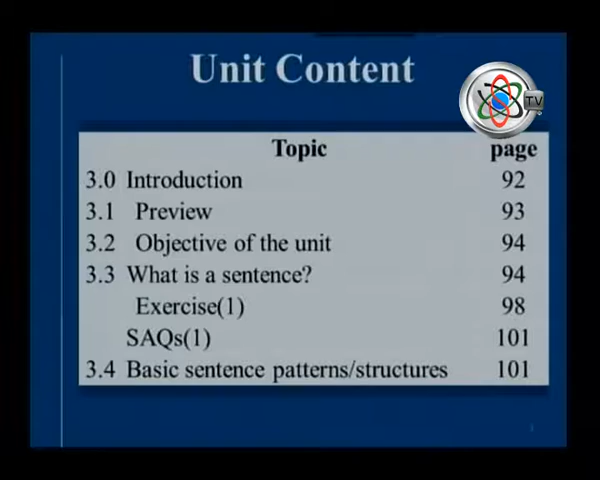 Unit Content
TV
Topic page
3.0 Introduction 92
3.1 Preview 93
3.2 Objective of the unit 94
3.3 What is a sentence? 94
Exercise(1) 98
SAQs(1) 101
3.4 Basic sentence patterns/structures 101
1